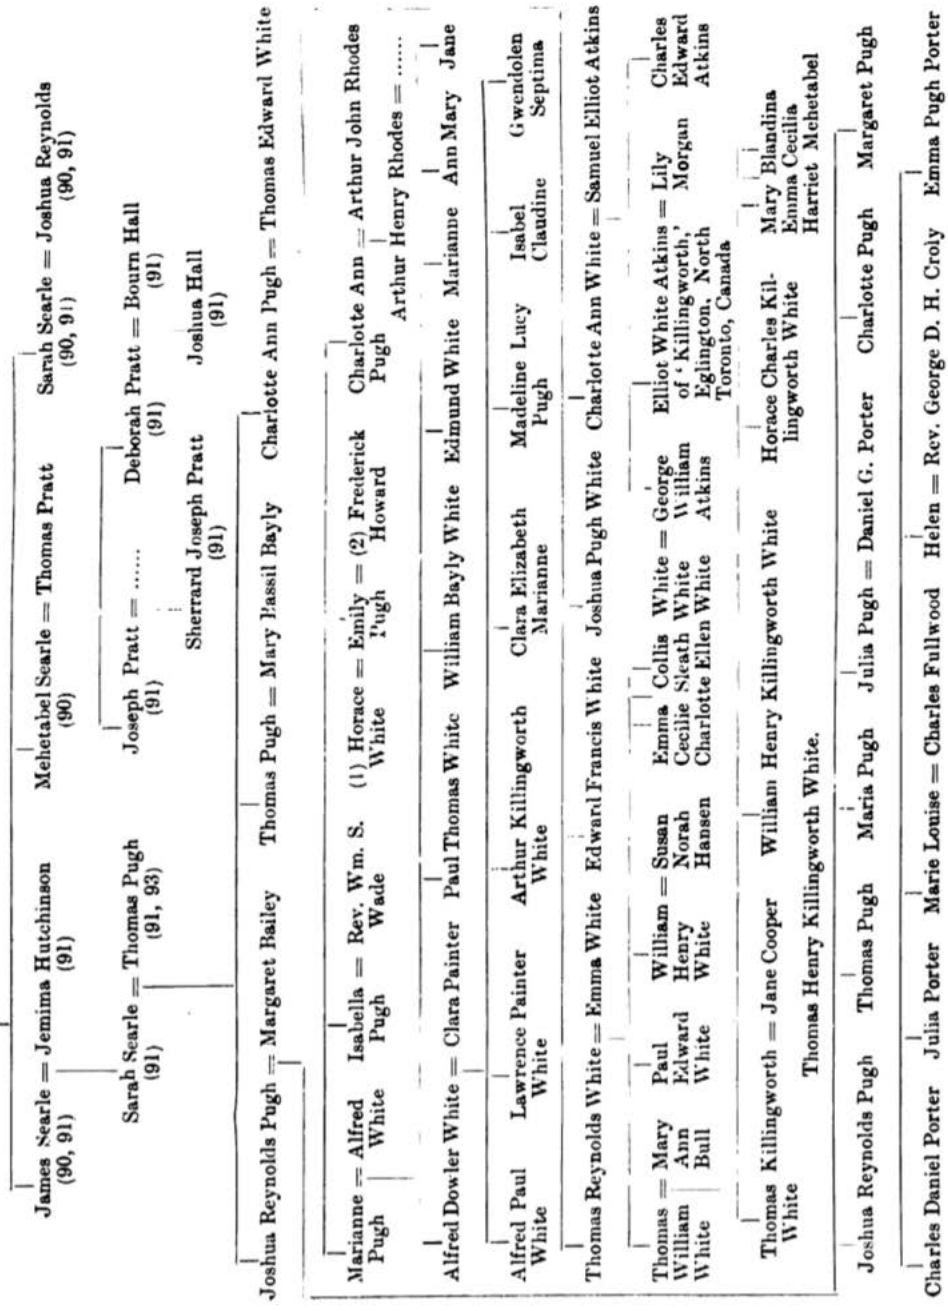 James Searle = Jemima Hutchinson Mehetabel Searle = Thomas Pratt Sarah Searle = Joshua Reynolds
(90, 91) (91) (90) (90, 91) (90, 91)
Sarah Searle = Thomas Pugh Joseph Pratt = ...... Deborah Pratt = Bourn Hall
(91) (91, 93) (91) (91) (91)
Sherrard Joseph Pratt Joshua Hall
(91) (91)
Joshua Reynolds Pugh = Margaret Bailey Thomas Pugh = Mary Bassil Bayly Charlotte Ann Pugh = Thomas Edward White
Marianne = Alfred Isabella = Rev. Wm. S. (1) Horace = Emily = (2) Frederick Charlotte Ann = Arthur John Rhodes
Pugh White Pugh Wade White Pugh Howard Pugh
Arthur Henry Rhodes = ......
Alfred Dowler White = Clara Painter Paul Thomas White William Bayly White Edmund White Marianne Ann Mary Jane
Alfred Paul Lawrence Painter Arthur Killingworth Clara Elizabeth Madeline Lucy Isabel Gwendolen
White White White Marianne Pugh Claudine Septima
Thomas Reynolds White = Emma White Edward Francis White Joshua Pugh White Charlotte Ann White = Samuel Elliot Atkins
Thomas = Mary Paul William = Susan Emma Collis White = George Elliot White Atkins = Lily Charles
William Ann Edward Henry Norah Cecilie Sleath White William of ‘Killingworth,’ Morgan Edward
White Bull White White Hansen Charlotte Ellen White Atkins Eglington, North Atkins
Toronto, Canada
Thomas Killingworth = Jane Cooper William Henry Killingworth White Horace Charles Kil- Mary Blandina
White lingworth White Emma Cecilia
Harriet Mehetabel
Thomas Henry Killingworth White.
Joshua Reynolds Pugh Thomas Pugh Maria Pugh Julia Pugh = Daniel G. Porter Charlotte Pugh Margaret Pugh
Charles Daniel Porter Julia Porter Marie Louise = Charles Fullwood Helen = Rev. George D. H. Croly Emma Pugh Porter